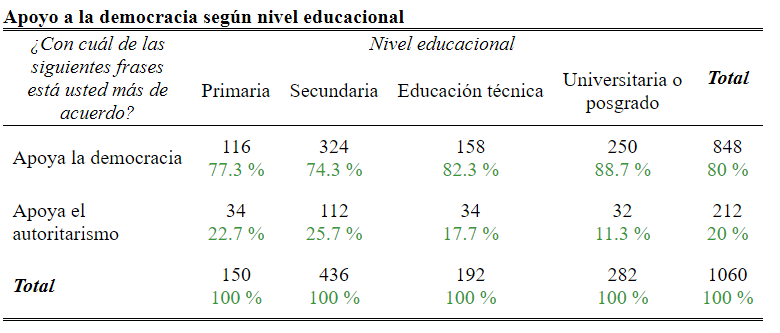 Apoyo a la democracia según nivel educacional
¿Con cuál de las siguientes frases está usted más de acuerdo?
Nivel educacional
Primaria Secundaria Educación técnica Universitaria o posgrado Total
Apoya la democracia 116 324 158 250 848
77.3 % 74.3 % 82.3 % 88.7 % 80 %
Apoya el autoritarismo 34 112 34 32 212
22.7 % 25.7 % 17.7 % 11.3 % 20 %
Total 150 436 192 282 1060
100 % 100 % 100 % 100 % 100 %